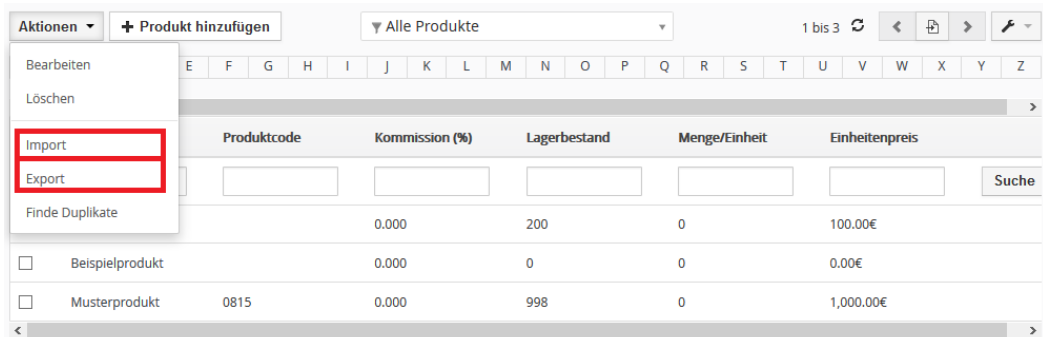 Aktionen + Produkt hinzufügen Alle Produkte 1 bis 3
Bearbeiten
E F G H I J K L M N O P Q R S T U V W X Y Z
Löschen
Import
Produktcode Kommission (%) Lagerbestand Menge/Einheit Einheitenpreis
Export
Suche
Finde Duplikate
0.000 200 0 100.00€
Beispielprodukt 0.000 0 0 0.00€
Musterprodukt 0815 0.000 998 0 1,000.00€